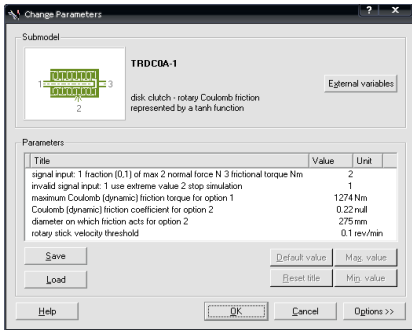 Change Parameters
? X
Submodel
1 3
2
TRDC0A-1
disk clutch - rotary Coulomb friction
represented by a tanh function
External variables
Parameters
Title Value Unit
signal input: 1 fraction (0,1) of max 2 normal force N 3 frictional torque Nm 2
invalid signal input: 1 use extreme value 2 stop simulation 1
maximum Coulomb (dynamic) friction torque for option 1 1274 Nm
Coulomb (dynamic) friction coefficient for option 2 0.22 null
diameter on which friction acts for option 2 275 mm
rotary stick velocity threshold 0.1 rev/min
Save Default value Max. value
Load Reset title Min. value
Help OK Cancel Options >>